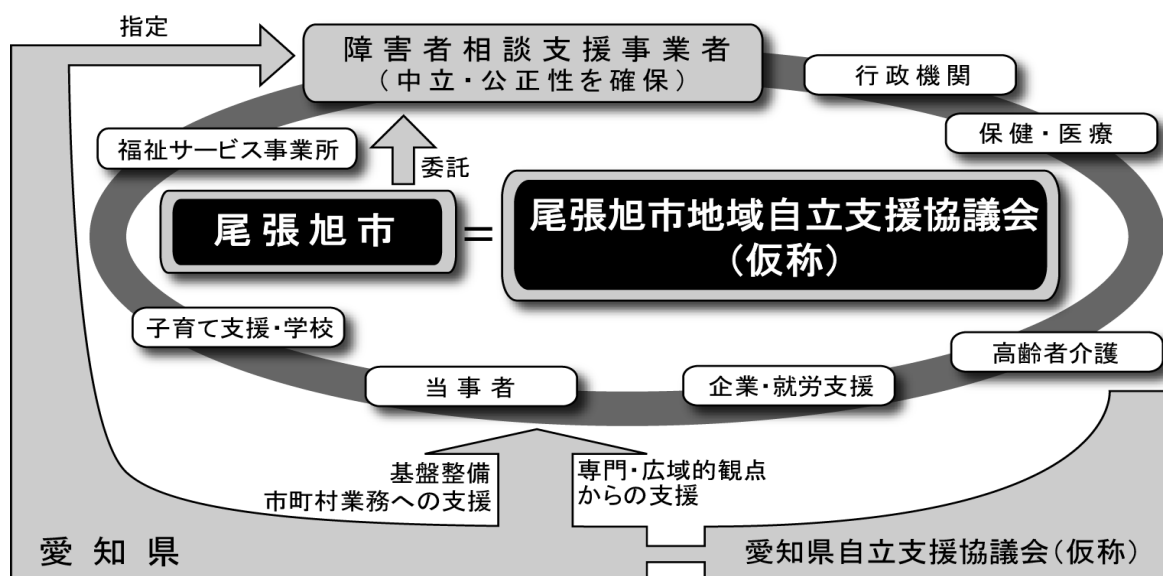 指定
障害者相談支援事業者
（中立・公正性を確保）
行政機関
保健・医療
福祉サービス事業所
委託
尾張旭市
=
尾張旭市地域自立支援協議会
（仮称）
子育て支援・学校
高齢者介護
当事者
企業・就労支援
基盤整備
市町村業務への支援
専門・広域的観点
からの支援
愛知県
愛知県自立支援協議会（仮称）